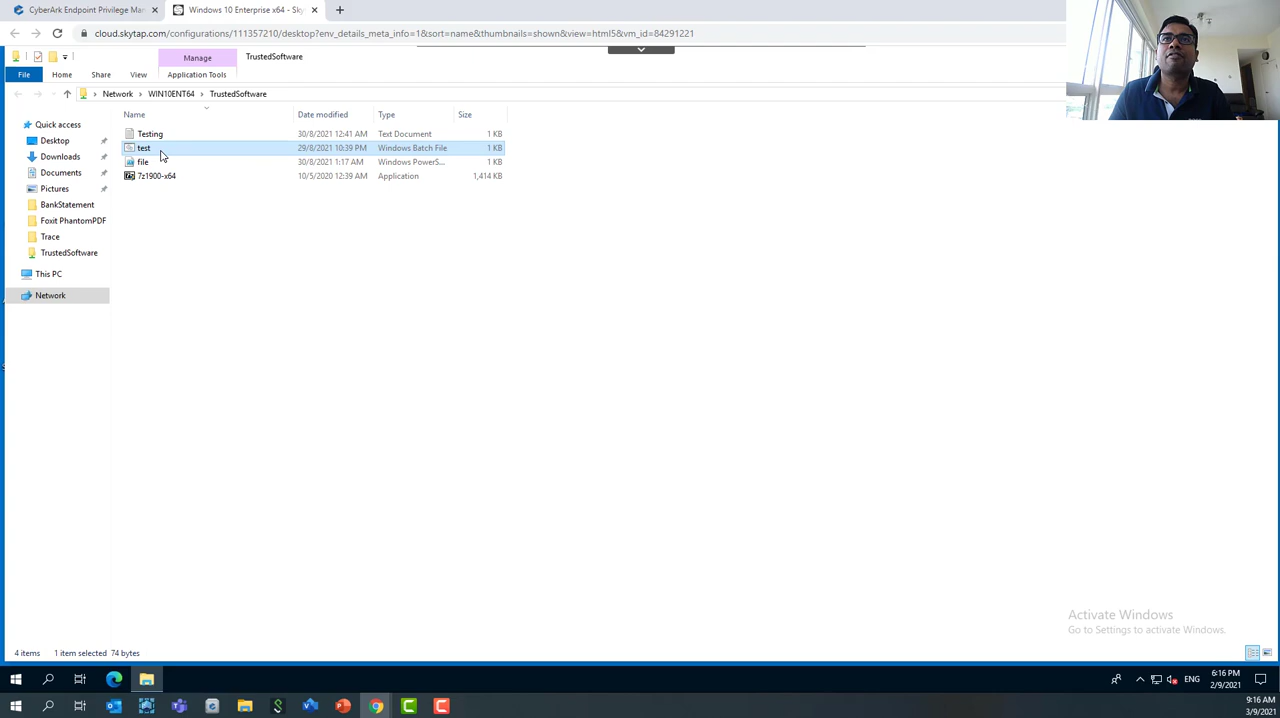 CyberArk Endpoint Privilege Mar
Windows 10 Enterprise x64 - Sky
cloud.skytap.com/configurations/111357210/desktop?env_details_meta_info=1&sort=name&thumbnails=shown&view=html5&vm_id=84291221
Manage
TrustedSoftware
File
Home
Share
View
Application Tools
Network
WIN10ENT64
TrustedSoftware
Name
Date modified
Type
Size
Testing
30/8/2021 12:41 AM
Text Document
1 KB
test
29/8/2021 10:39 PM
Windows Batch File
1 KB
file
30/8/2021 1:17 AM
Windows PowerS...
1 KB
7z1900-x64
10/5/2020 12:39 AM
Application
1,414 KB
Quick access
Desktop
Downloads
Documents
Pictures
BankStatement
Foxit PhantomPDF
Trace
TrustedSoftware
This PC
Network
Activate Windows
Go to Settings to activate Windows.
4 items
1 item selected
74 bytes
ENG
6:16 PM
2/9/2021
9:16 AM
3/9/2021